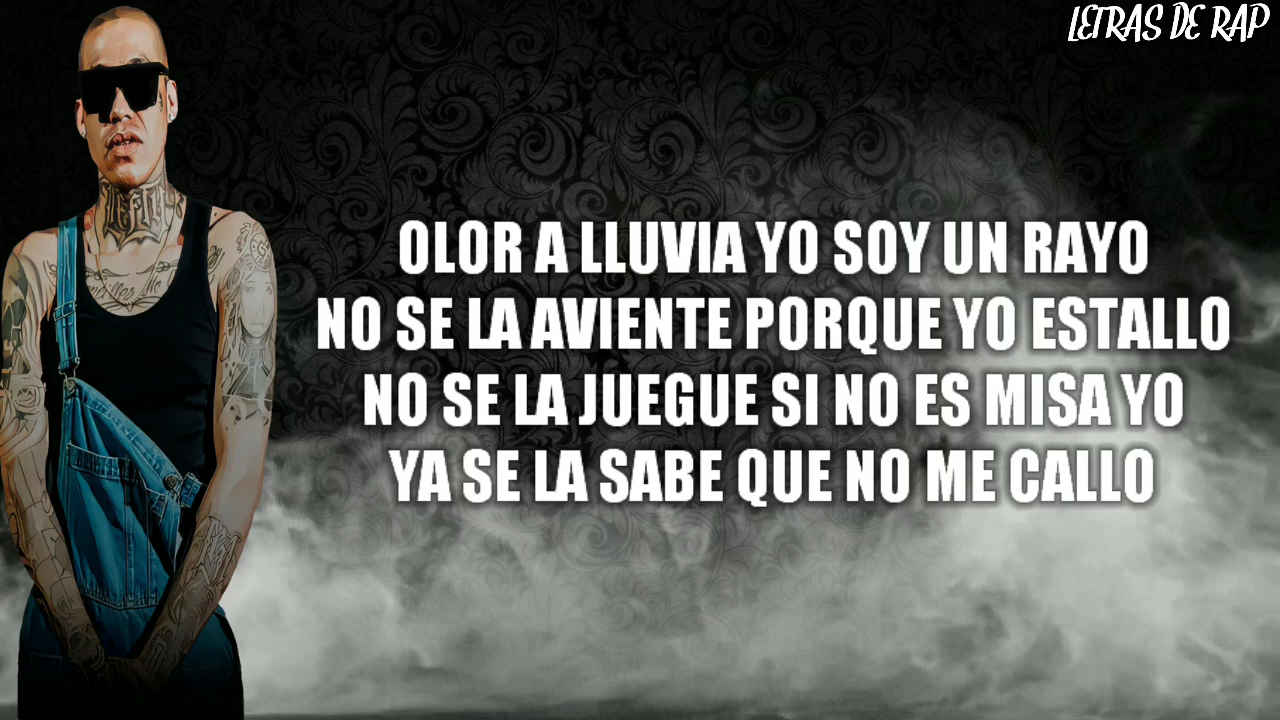 LETRAS DE RAP
OLOR A LLUVIA YO SOY UN RAYO
NO SE LA AVIENTE PORQUE YO ESTALLO
NO SE LA JUEGUE SI NO ES MISA YO
YA SE LA SABE QUE NO ME CALLO